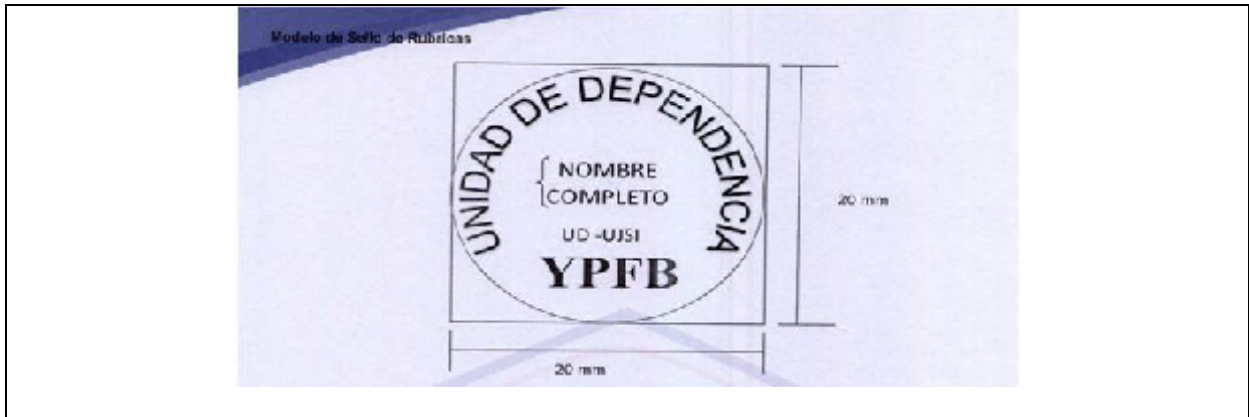 Modelo de Sello de Rubricas
UNIDAD DE DEPENDENCIA
NOMBRE
COMPLETO
UD -UJSI
YPFB
20 mm
20 mm